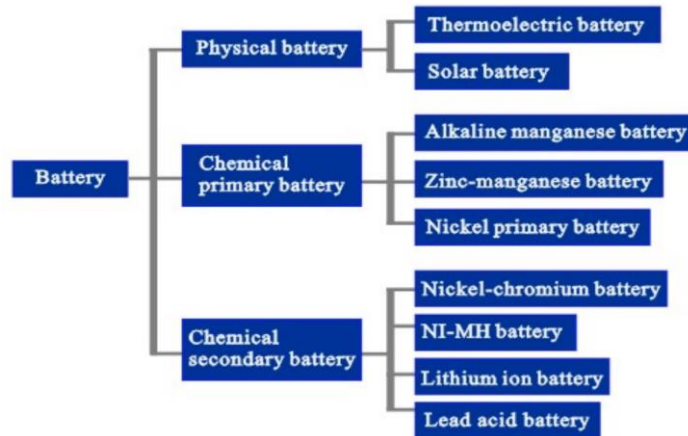 Battery
Physical battery
Thermoelectric battery
Solar battery
Chemical
primary battery
Alkaline manganese battery
Zinc-manganese battery
Nickel primary battery
Chemical
secondary battery
Nickel-chromium battery
NI-MH battery
Lithium ion battery
Lead acid battery